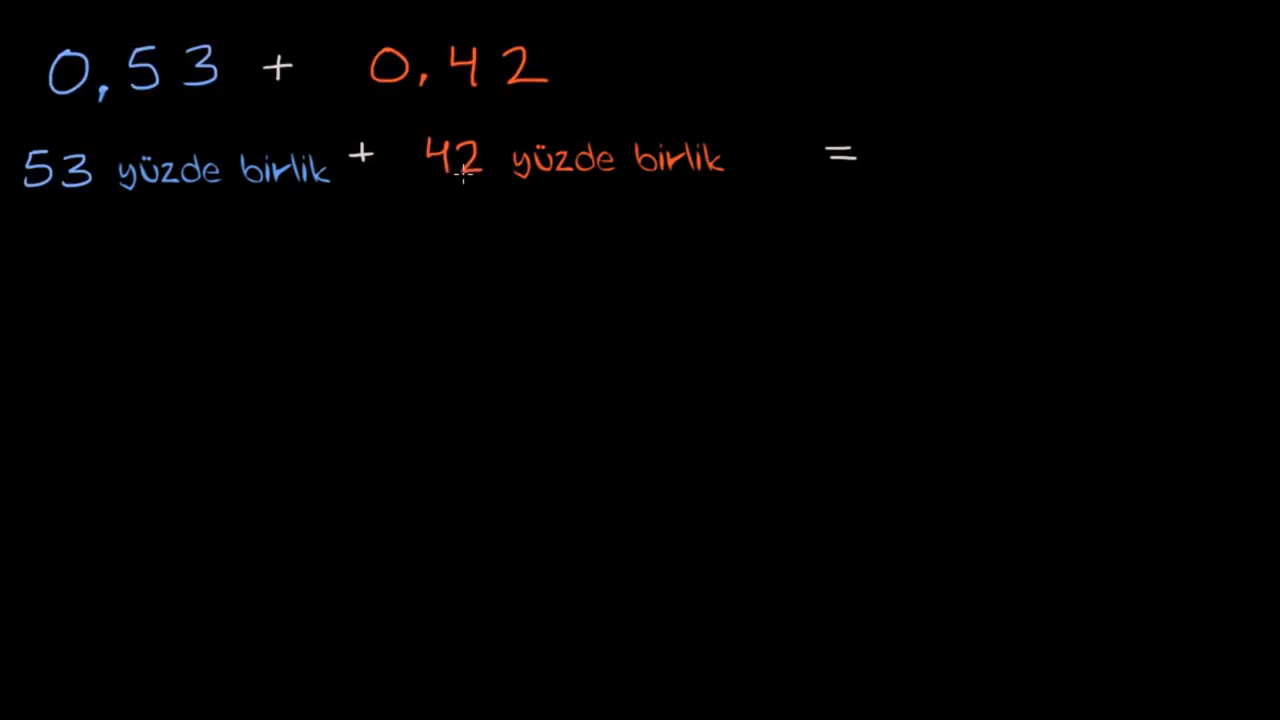 0,53 + 0,42
53 yüzde birlik + 42 yüzde birlik =